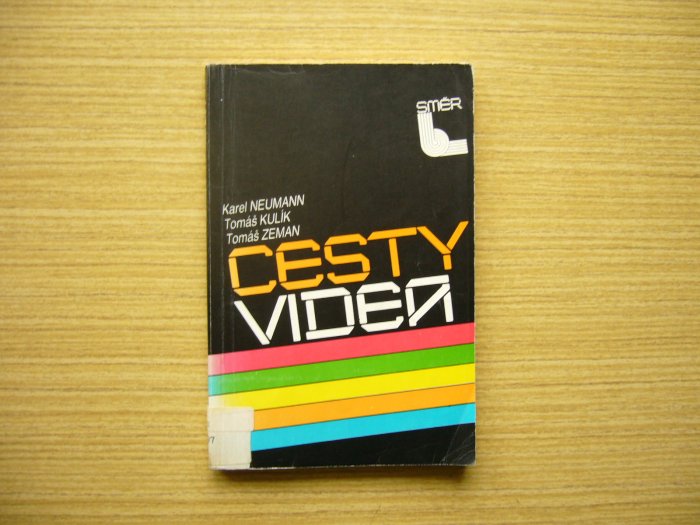 SMĚR
Karel NEUMANN
Tomáš KULÍK
Tomáš ZEMAN
CESTY
VIDEA